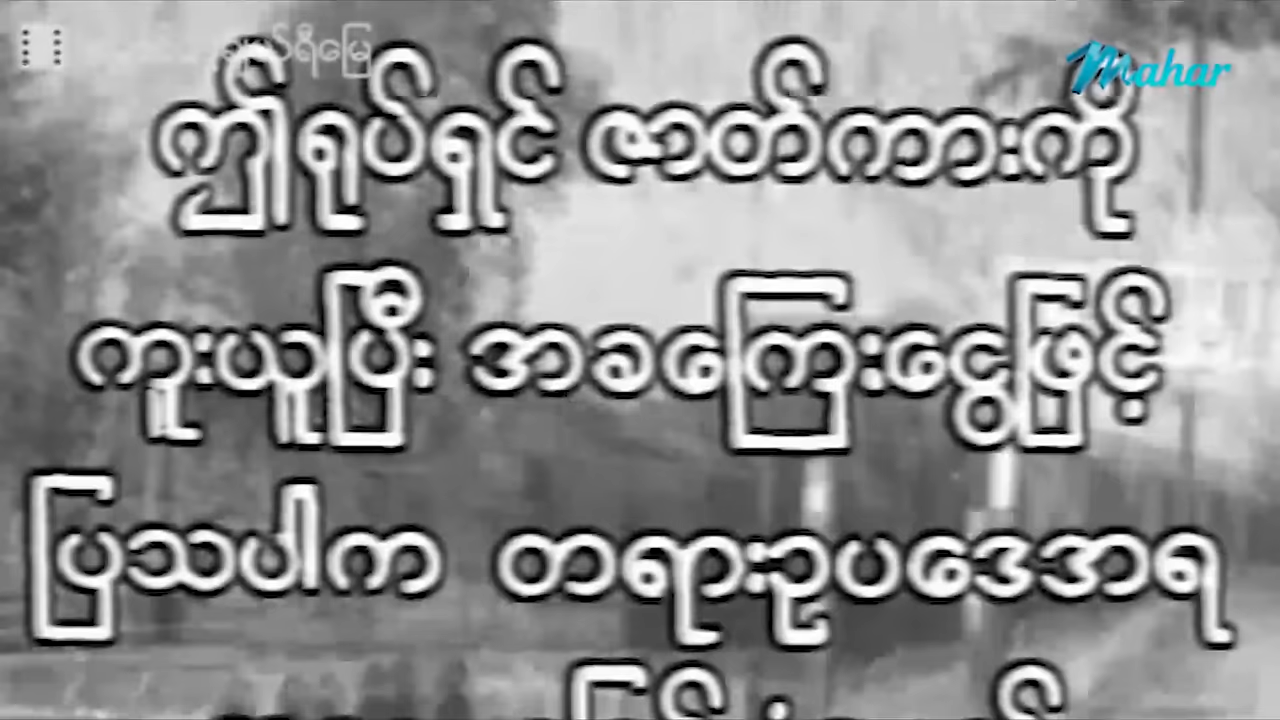 Mahar
ဤရုပ်ရှင် ဇာတ်ကားကို
ကူးယူပြီး အခကြေးငွေဖြင့်
ပြသပါက တရားဥပဒေအရ